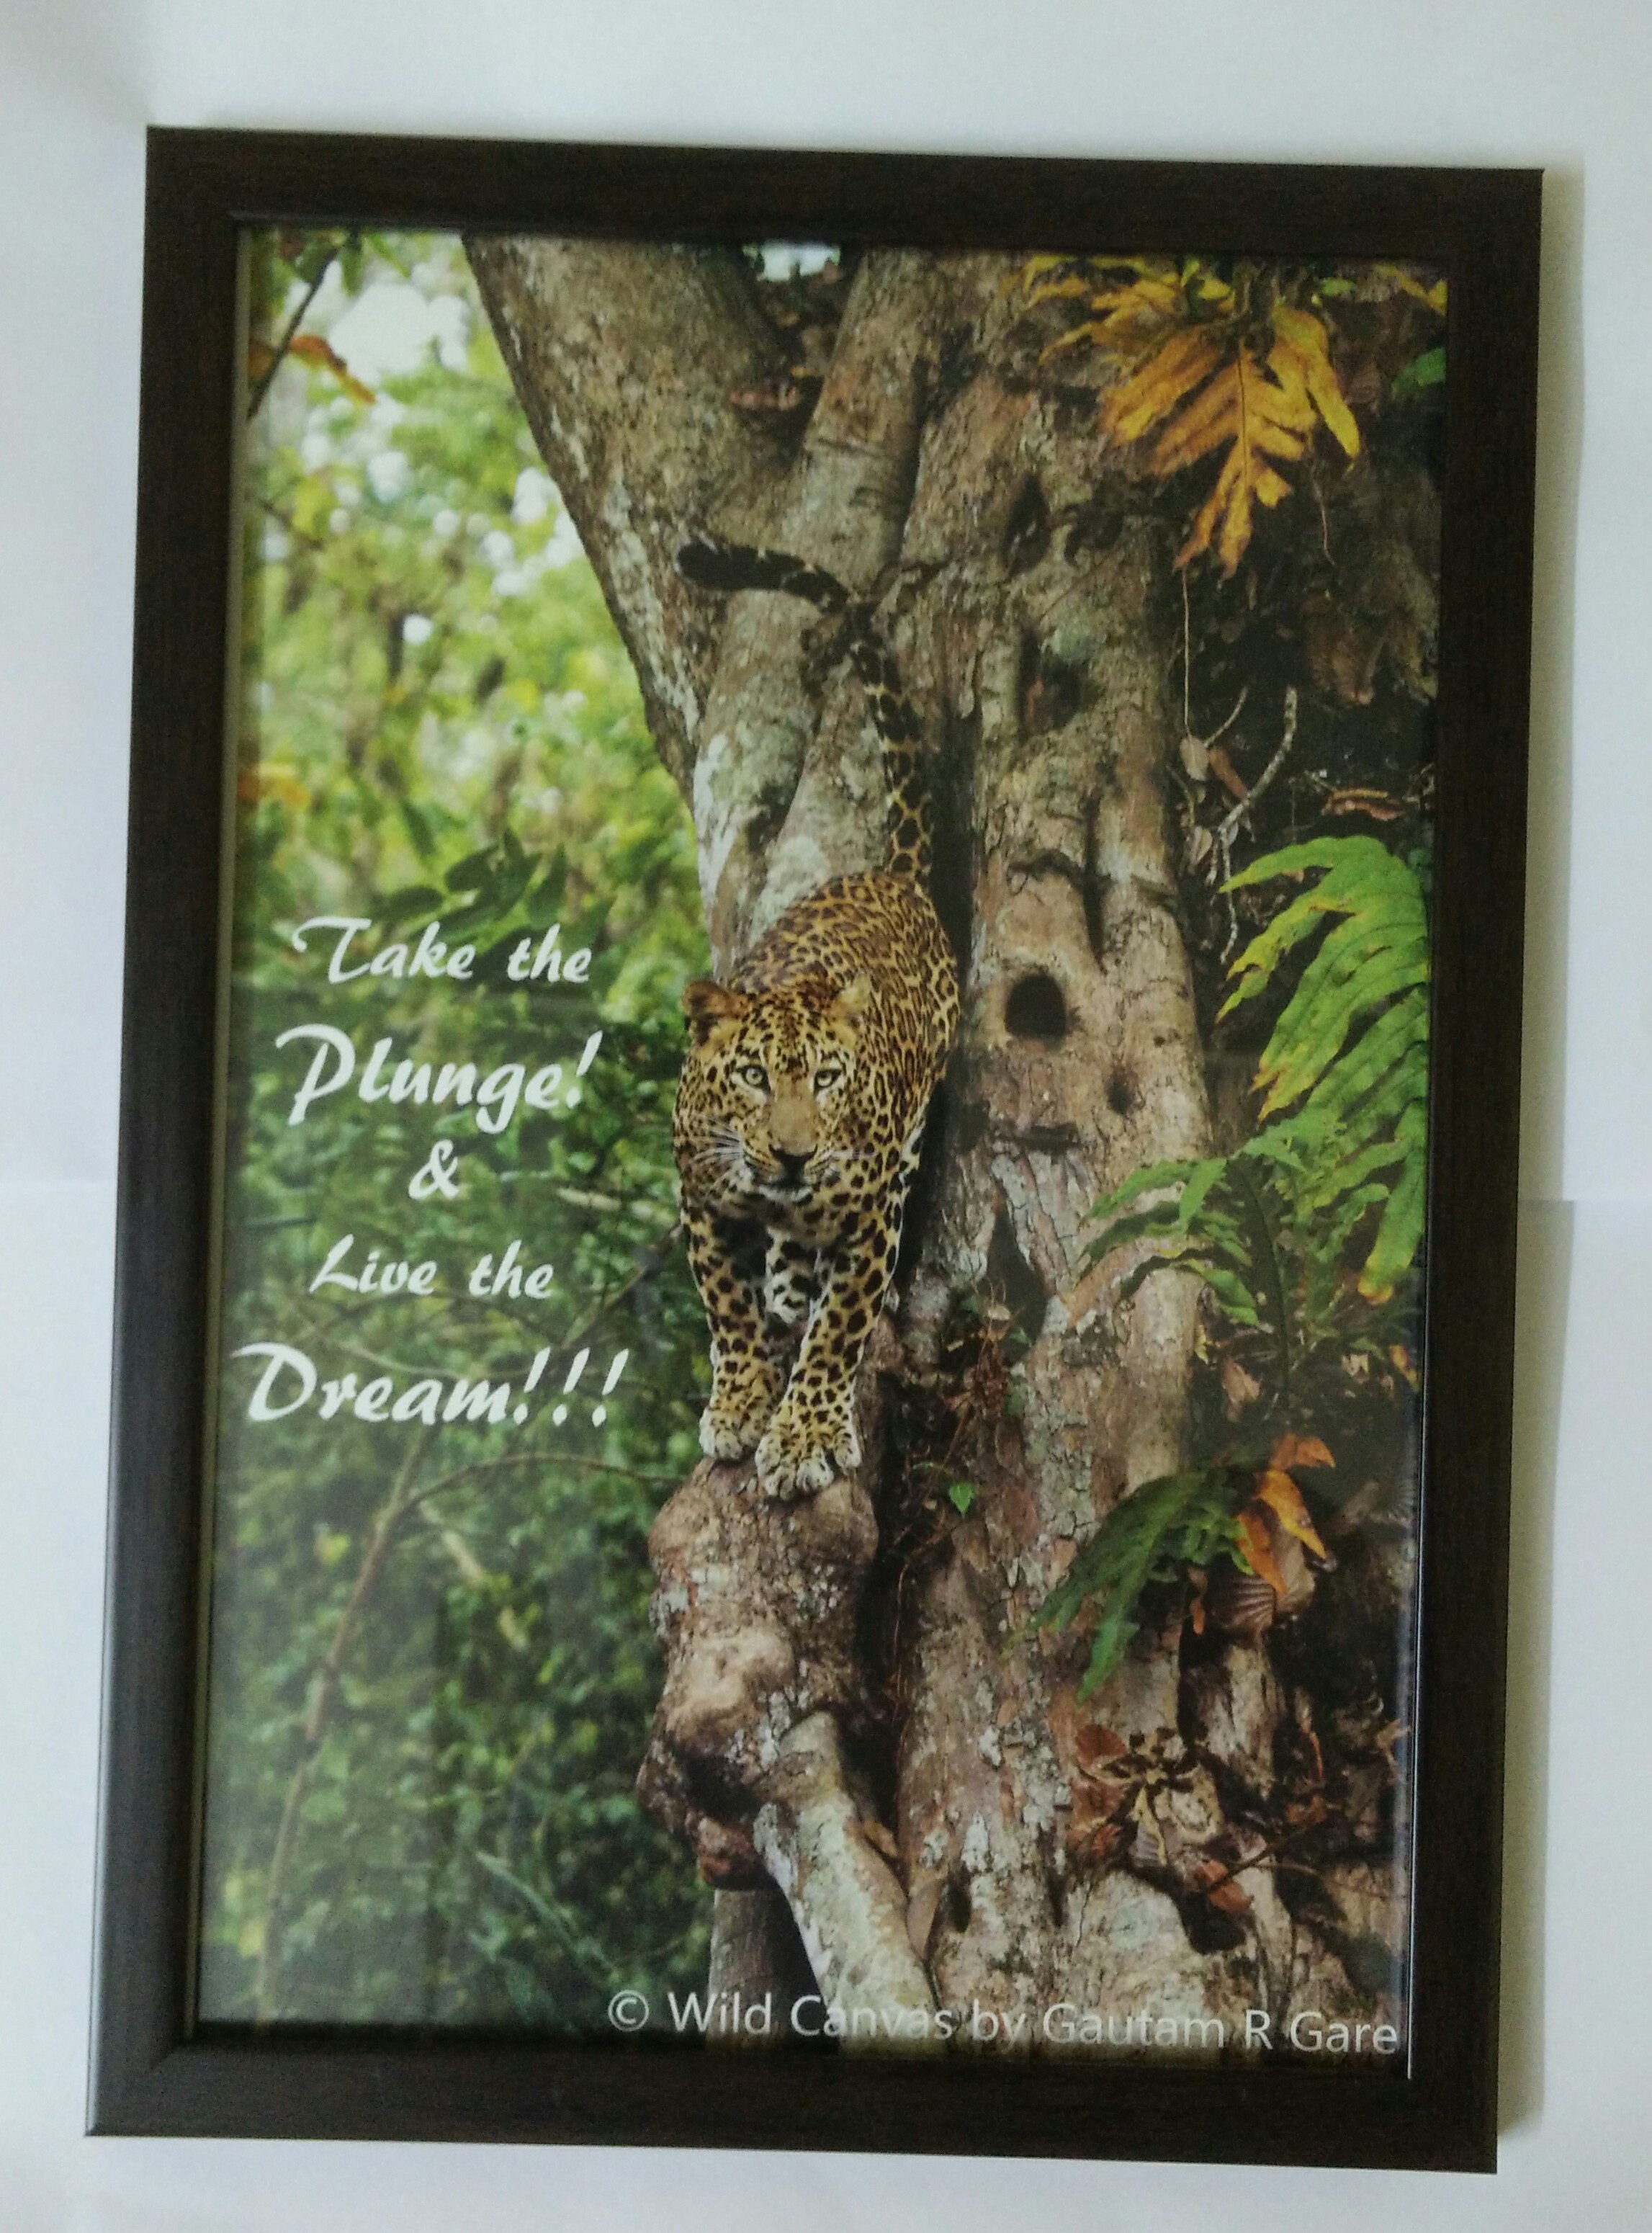 Take the
Plunge!
&
Live the
Dream!!!
© Wild Canvas by Gautam R Gare